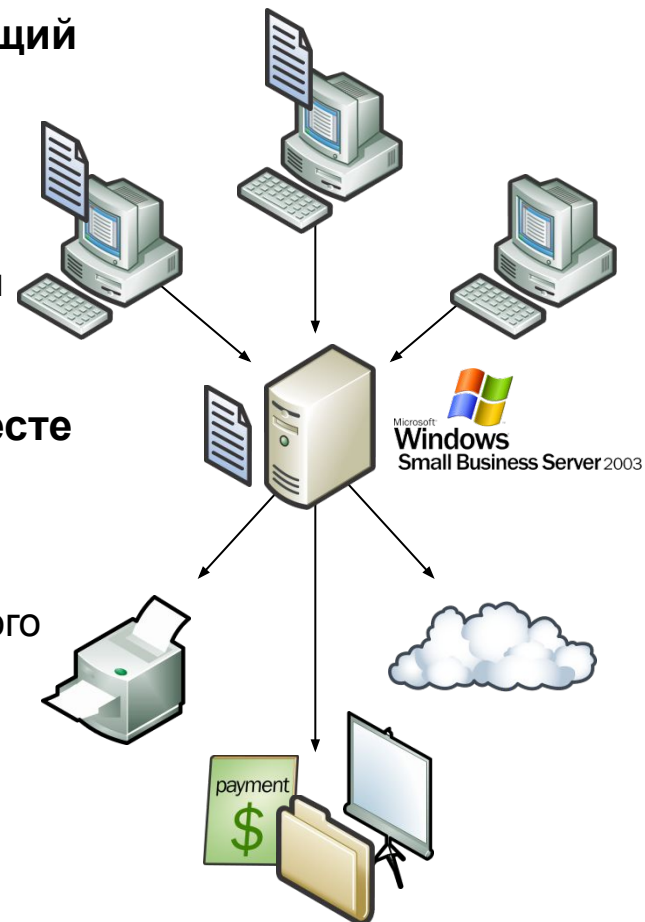 щий
есте
Microsoft
Windows
Small Business Server 2003
ого
payment
$